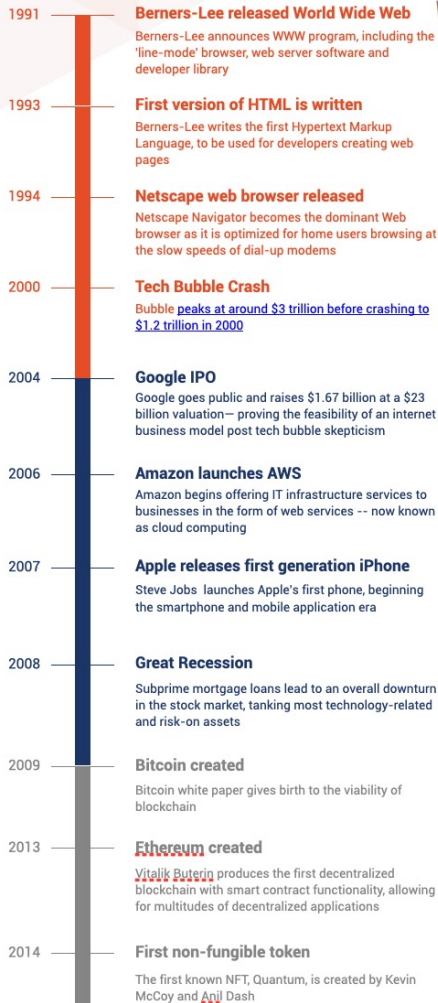 1991
Berners-Lee released World Wide Web
Berners-Lee announces WWW program, including the
'line-mode' browser, web server software and
developer library
1993
First version of HTML is written
Berners-Lee writes the first Hypertext Markup
Language, to be used for developers creating web
pages
1994
Netscape web browser released
Netscape Navigator becomes the dominant Web
browser as it is optimized for home users browsing at
the slow speeds of dial-up modems
2000
Tech Bubble Crash
Bubble peaks at around $3 trillion before crashing to
$1.2 trillion in 2000
2004
Google IPO
Google goes public and raises $1.67 billion at a $23
billion valuation— proving the feasibility of an internet
business model post tech bubble skepticism
2006
Amazon launches AWS
Amazon begins offering IT infrastructure services to
businesses in the form of web services -- now known
as cloud computing
2007
Apple releases first generation iPhone
Steve Jobs  launches Apple's first phone, beginning
the smartphone and mobile application era
2008
Great Recession
Subprime mortgage loans lead to an overall downturn
in the stock market, tanking most technology-related
and risk-on assets
2009
Bitcoin created
Bitcoin white paper gives birth to the viability of
blockchain
2013
Ethereum created
Vitalik Buterin produces the first decentralized
blockchain with smart contract functionality, allowing
for multitudes of decentralized applications
2014
First non-fungible token
The first known NFT, Quantum, is created by Kevin
McCoy and Anil Dash